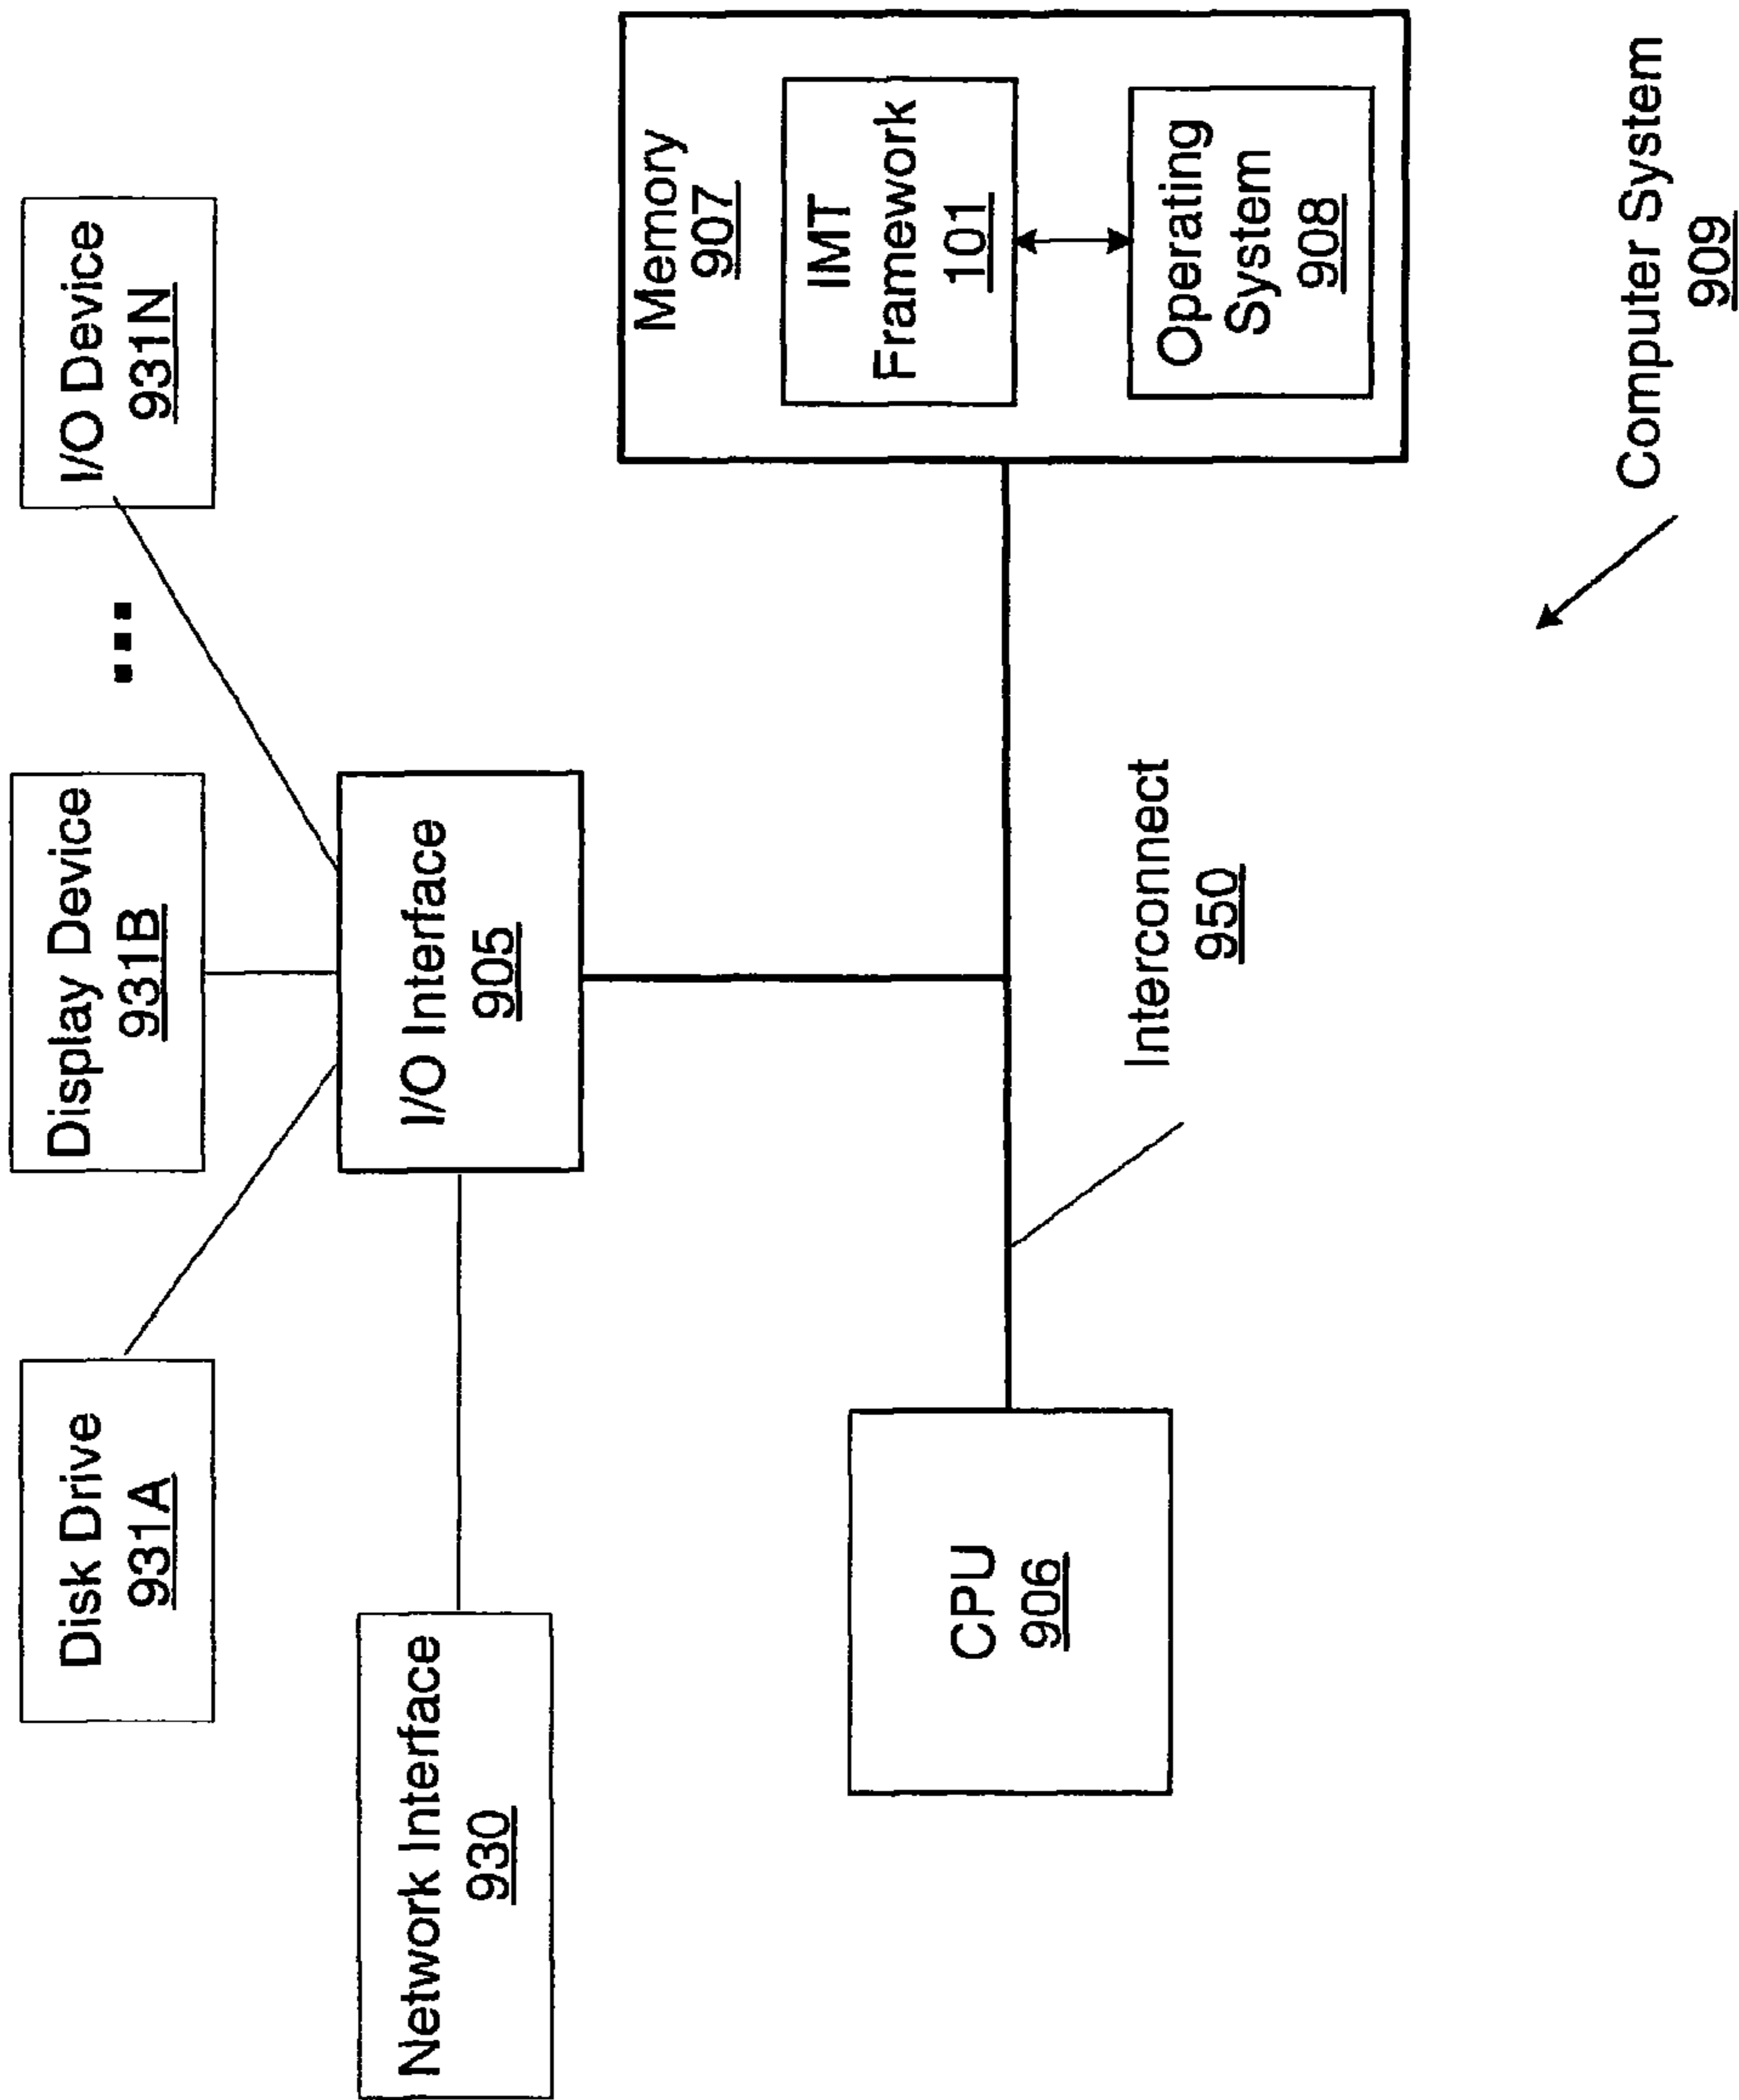 Disk Drive
931A
Display Device
931B
I/O Device
931N
Network Interface
930
I/O Interface
905
Memory
907
IMT
Framework
101
Operating
System
908
CPU
906
Interconnect
950
Computer System
909